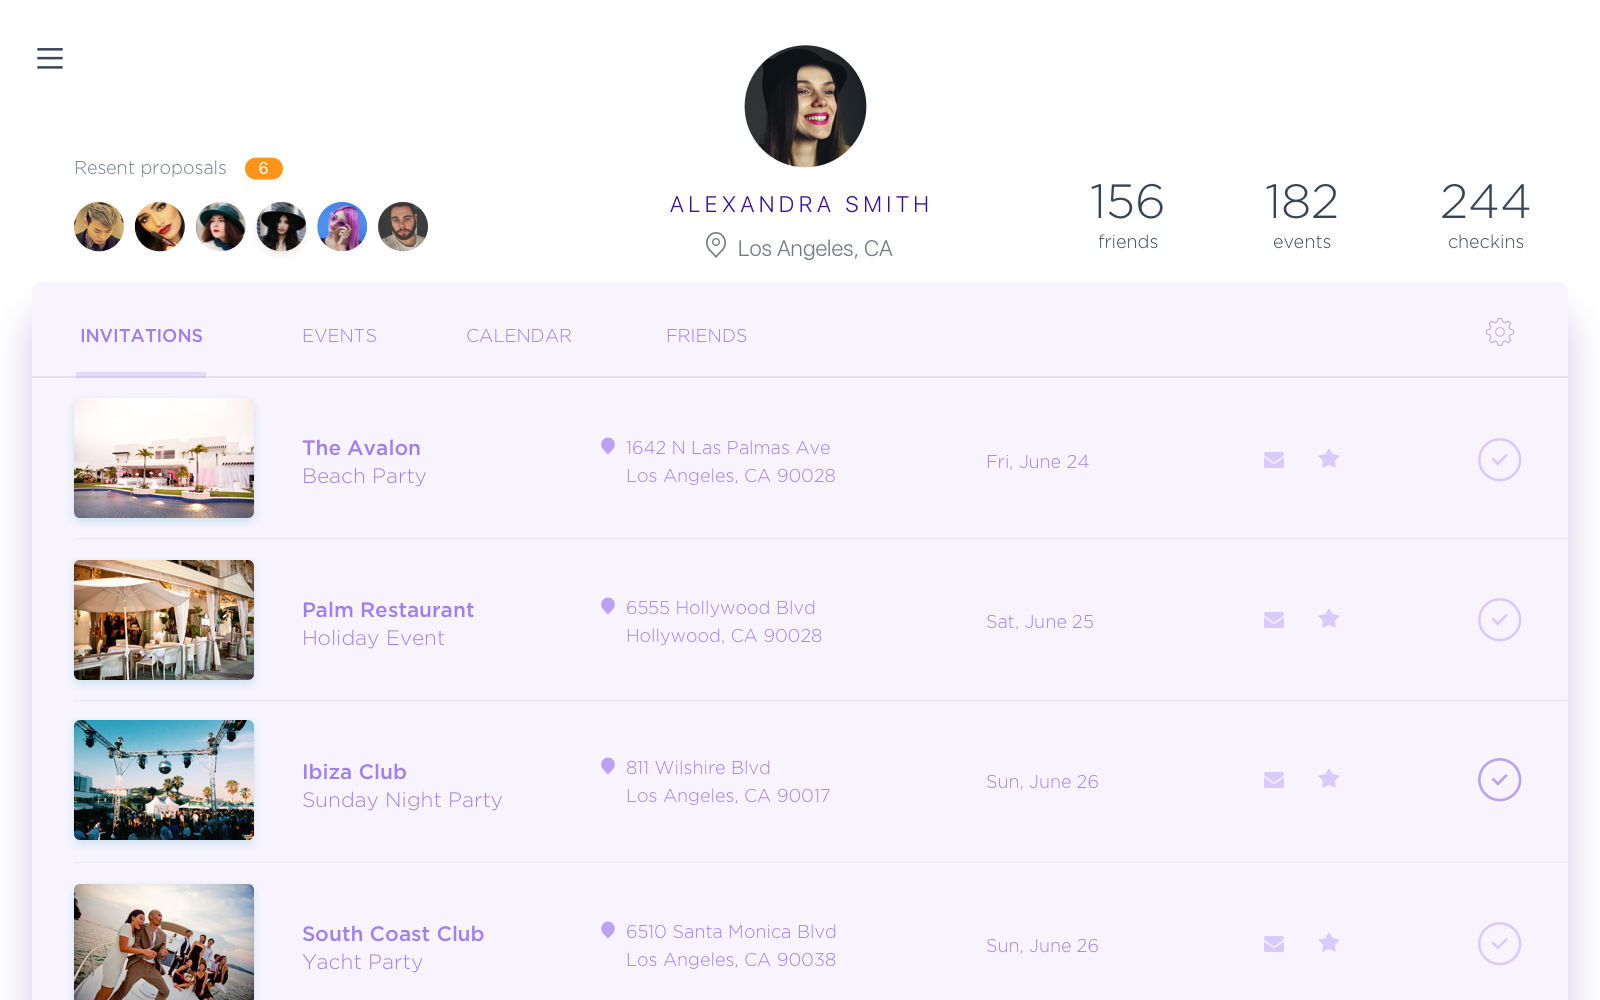 Resent proposals 6
ALEXANDRA SMITH
Los Angeles, CA
156 182 244
friends events checkins
INVITATIONS EVENTS CALENDAR FRIENDS
The Avalon
Beach Party
1642 N Las Palmas Ave
Los Angeles, CA 90028
Fri, June 24
Palm Restaurant
Holiday Event
6555 Hollywood Blvd
Hollywood, CA 90028
Sat, June 25
Ibiza Club
Sunday Night Party
811 Wilshire Blvd
Los Angeles, CA 90017
Sun, June 26
South Coast Club
Yacht Party
6510 Santa Monica Blvd
Los Angeles, CA 90038
Sun, June 26